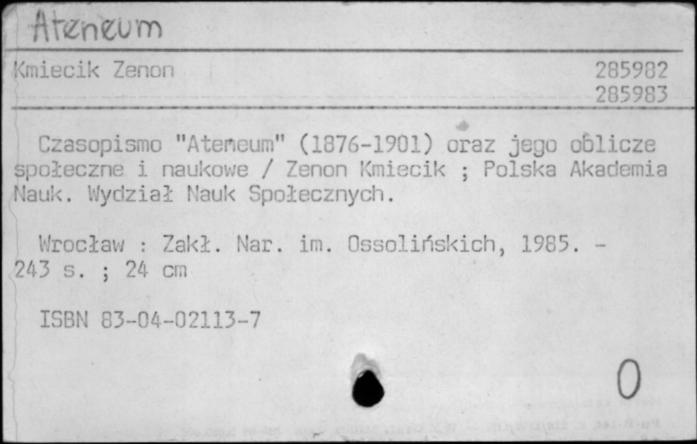 Ateneum
Kmiecik Zenon 285982
285983
Czasopismo "Ateneum" (1876-1901) oraz jego oblicze
społeczne i naukowe / Zenon Kmiecik ; Polska Akademia
Nauk. Wydział Nauk Społecznych.
Wrocław : Zakł. Nar. im. Ossolińskich, 1985. -
243 s. ; 24 cm
ISBN 83-04-02113-7
O